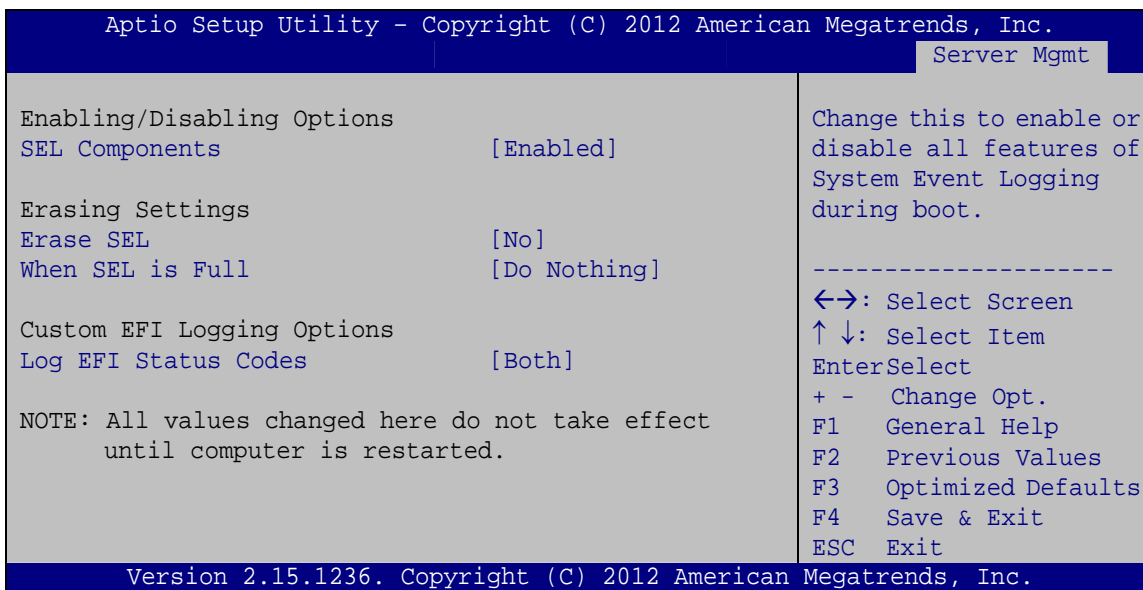 Aptio Setup Utility – Copyright (C) 2012 American Megatrends, Inc.
Server Mgmt
Enabling/Disabling Options
SEL Components [Enabled]
Erasing Settings
Erase SEL [No]
When SEL is Full [Do Nothing]
Custom EFI Logging Options
Log EFI Status Codes [Both]
NOTE: All values changed here do not take effect
until computer is restarted.
Change this to enable or
disable all features of
System Event Logging
during boot.
---------------------
←→: Select Screen
↑ ↓: Select Item
EnterSelect
+ - Change Opt.
F1 General Help
F2 Previous Values
F3 Optimized Defaults
F4 Save & Exit
ESC Exit
Version 2.15.1236. Copyright (C) 2012 American Megatrends, Inc.